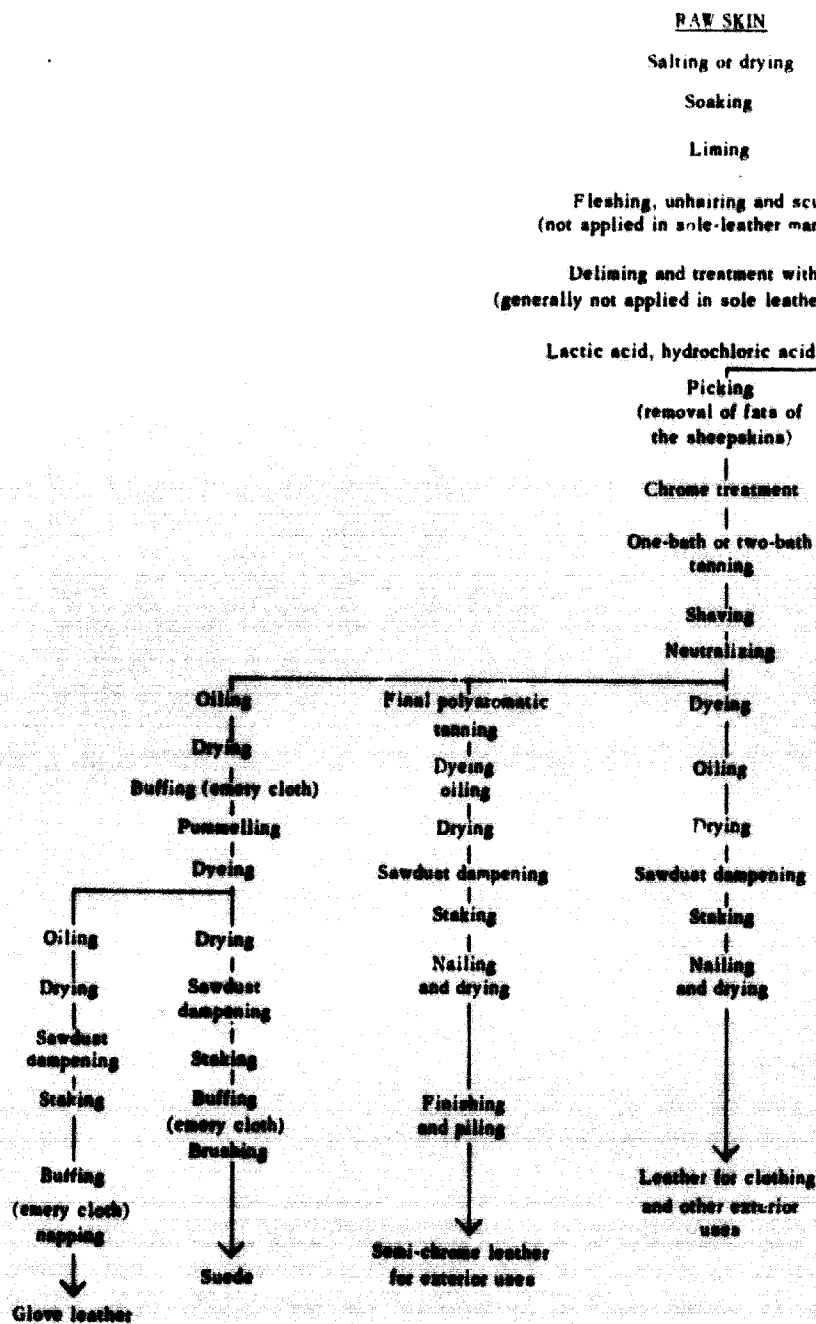 RAW SKIN
Salting or drying
Soaking
Liming
Fleshing, unhairing and scu
(not applied in sole-leather man
Deliming and treatment with
(generally not applied in sole leathe
Lactic acid, hydrochloric acid
Picking
(removal of fats of
the sheepskins)
Chrome treatment
One-bath or two-bath
tanning
Shaving
Neutralizing
Oiling
Drying
Buffing (emery cloth)
Pummelling
Dyeing
Oiling
Drying
Sawdust
dampening
Staking
Buffing
(emery cloth)
napping
Glove leather
Drying
Sawdust
dampening
Staking
Buffing
(emery cloth)
Brushing
Suede
Final polyaromatic
tanning
Dyeing
oiling
Drying
Sawdust dampening
Staking
Nailing
and drying
Finishing
and piling
Semi-chrome leather
for exterior uses
Dyeing
Oiling
Drying
Sawdust dampening
Staking
Nailing
and drying
Leather for clothing
and other exterior
uses